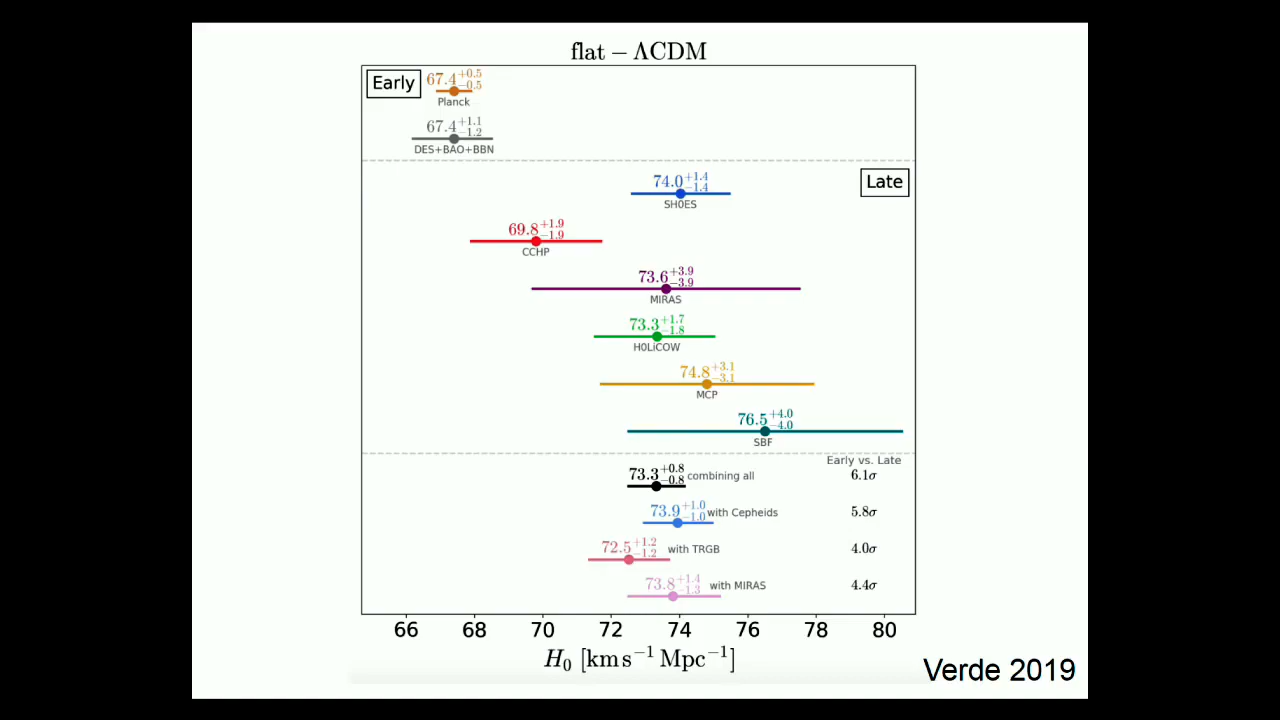 flat − ΛCDM
Early
67.4 +0.5 −0.5
Planck
67.4 +1.1 −1.2
DES+BAO+BBN
Late
74.0 +1.4 −1.4
SH0ES
69.8 +1.9 −1.9
CCHP
73.6 +3.9 −3.9
MIRAS
73.3 +1.7 −1.8
H0LiCOW
74.8 +3.1 −3.1
MCP
76.5 +4.0 −4.0
SBF
Early vs. Late
73.3 +0.8 −0.8 combining all 6.1σ
73.9 +1.0 −1.0 with Cepheids 5.8σ
72.5 +1.2 −1.2 with TRGB 4.0σ
73.8 +1.4 −1.3 with MIRAS 4.4σ
66 68 70 72 74 76 78 80
H₀ [km s⁻¹ Mpc⁻¹]
Verde 2019